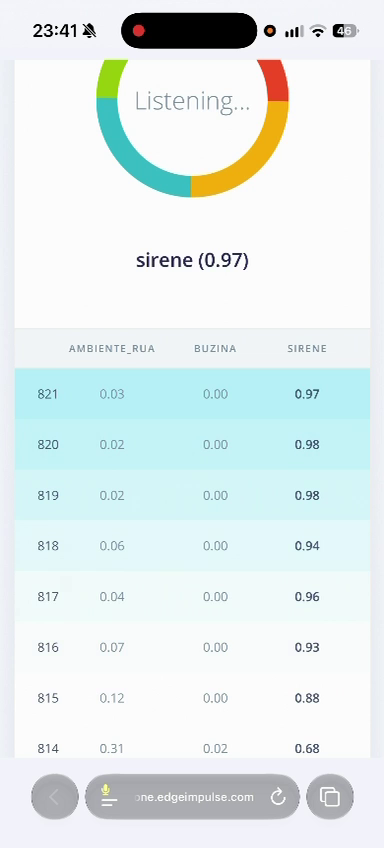 23:41
46
Listening...
sirene (0.97)
AMBIENTE_RUA BUZINA SIRENE
821 0.03 0.00 0.97
820 0.02 0.00 0.98
819 0.02 0.00 0.98
818 0.06 0.00 0.94
817 0.04 0.00 0.96
816 0.07 0.00 0.93
815 0.12 0.00 0.88
814 0.31 0.02 0.68
one.edgeimpulse.com